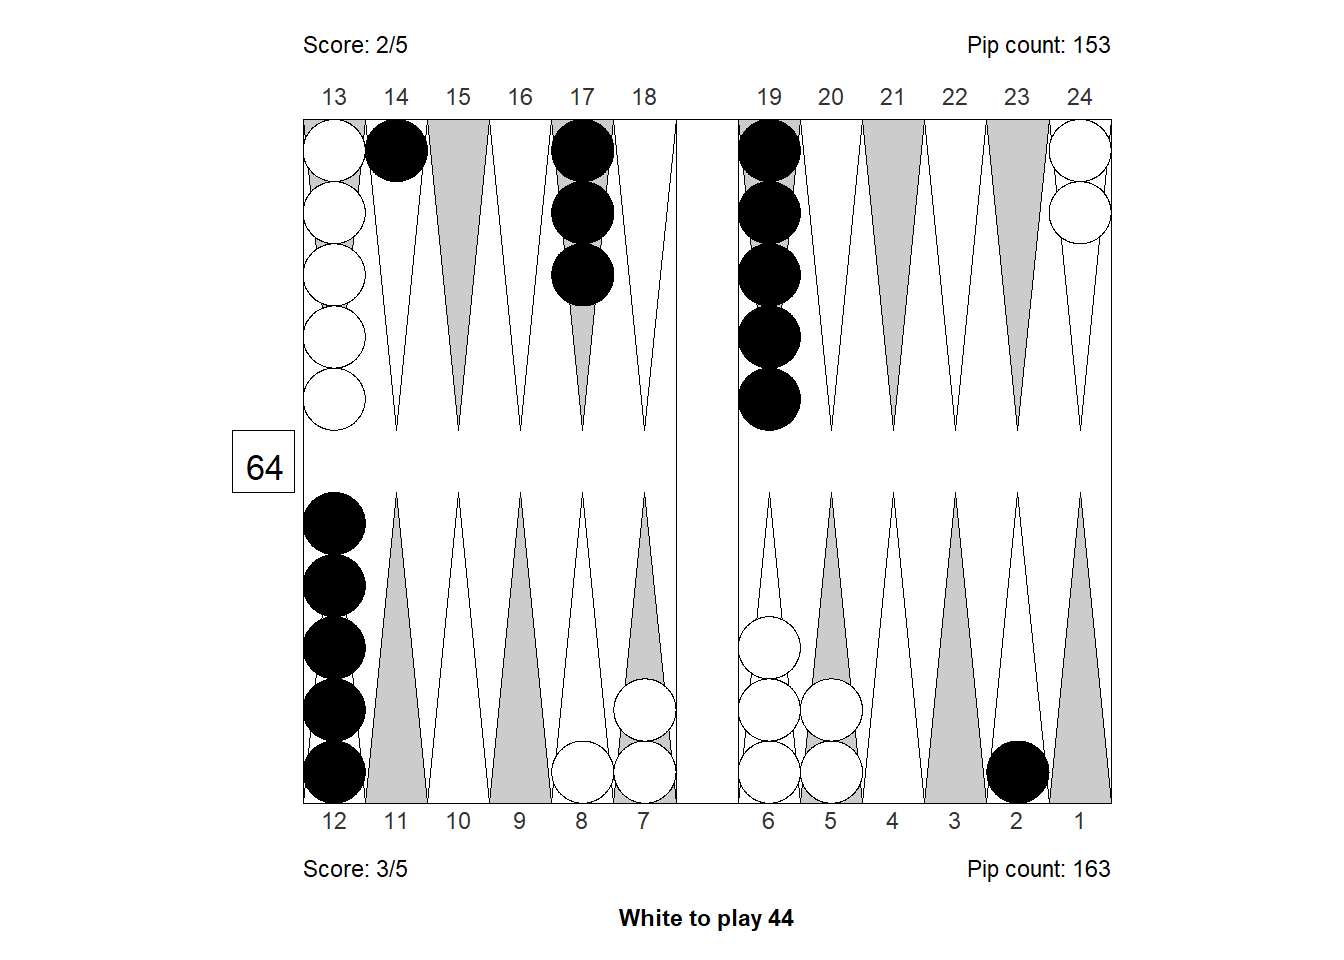 Score: 2/5 Pip count: 153
13 14 15 16 17 18 19 20 21 22 23 24
64
12 11 10 9 8 7 6 5 4 3 2 1
Score: 3/5 Pip count: 163
White to play 44